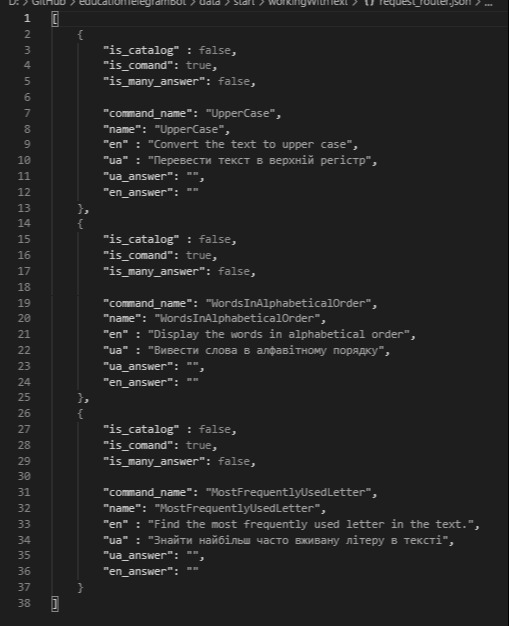 D: > GitHub > educationTelegramBot > data > start > workingWithText > {} request_router.json > ...
1 [
2 {
3 "is_catalog" : false,
4 "is_comand": true,
5 "is_many_answer": false,
6
7 "command_name": "UpperCase",
8 "name": "UpperCase",
9 "en" : "Convert the text to upper case",
10 "ua" : "Перевести текст в верхній регістр",
11 "ua_answer": "",
12 "en_answer": ""
13 },
14 {
15 "is_catalog" : false,
16 "is_comand": true,
17 "is_many_answer": false,
18
19 "command_name": "WordsInAlphabeticalOrder",
20 "name": "WordsInAlphabeticalOrder",
21 "en" : "Display the words in alphabetical order",
22 "ua" : "Вивести слова в алфавітному порядку",
23 "ua_answer": "",
24 "en_answer": ""
25 },
26 {
27 "is_catalog" : false,
28 "is_comand": true,
29 "is_many_answer": false,
30
31 "command_name": "MostFrequentlyUsedLetter",
32 "name": "MostFrequentlyUsedLetter",
33 "en" : "Find the most frequently used letter in the text.",
34 "ua" : "Знайти найбільш часто вживану літеру в тексті",
35 "ua_answer": "",
36 "en_answer": ""
37 }
38 ]